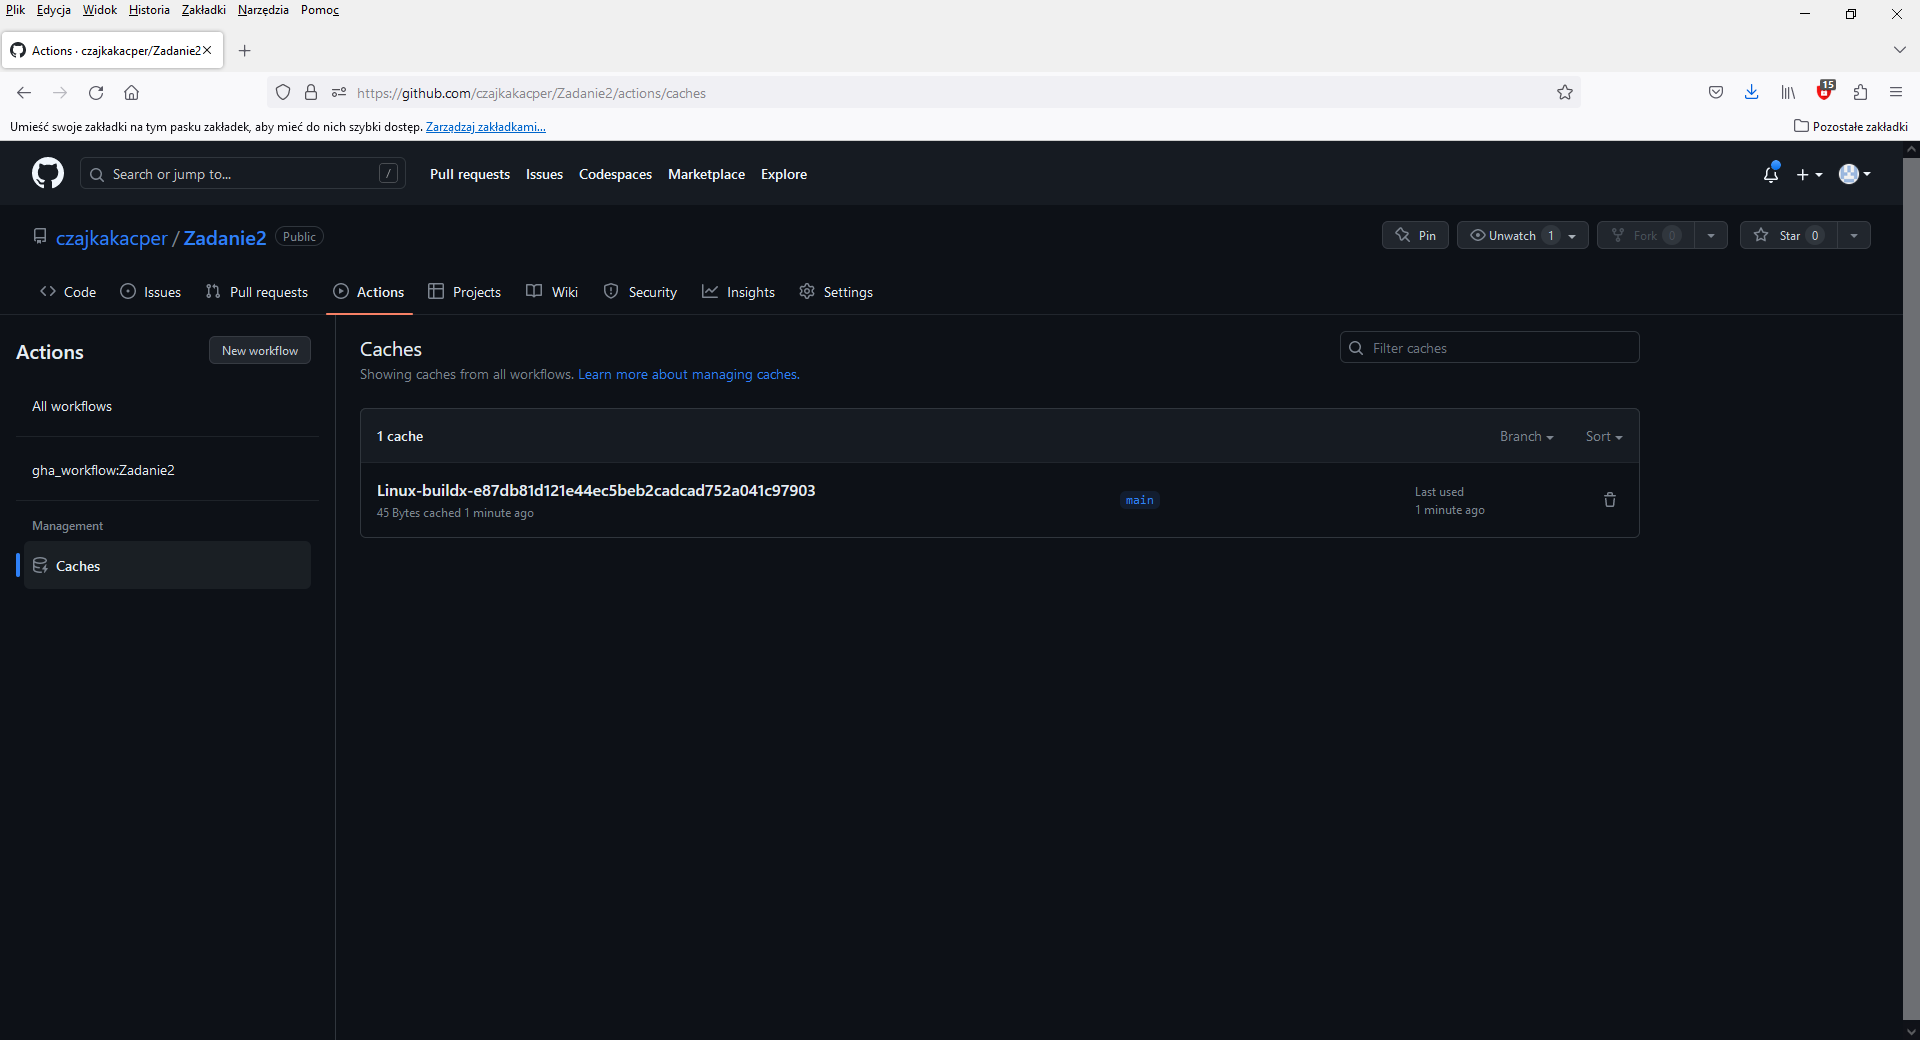 Plik Edycja Widok Historia Zakładki Narzędzia Pomoc
Actions · czajkakacper/Zadanie2
https://github.com/czajkakacper/Zadanie2/actions/caches
15
Umieść swoje zakładki na tym pasku zakładek, aby mieć do nich szybki dostęp. Zarządzaj zakładkami...
Pozostałe zakładki
Search or jump to... /
Pull requests Issues Codespaces Marketplace Explore
czajkakacper / Zadanie2 Public
Pin Unwatch 1 Fork 0 Star 0
Code Issues Pull requests Actions Projects Wiki Security Insights Settings
Actions
New workflow
All workflows
gha_workflow:Zadanie2
Management
Caches
Caches
Filter caches
Showing caches from all workflows. Learn more about managing caches.
1 cache Branch Sort
Linux-buildx-e87db81d121e44ec5beb2cadcad752a041c97903
45 Bytes cached 1 minute ago
main
Last used
1 minute ago